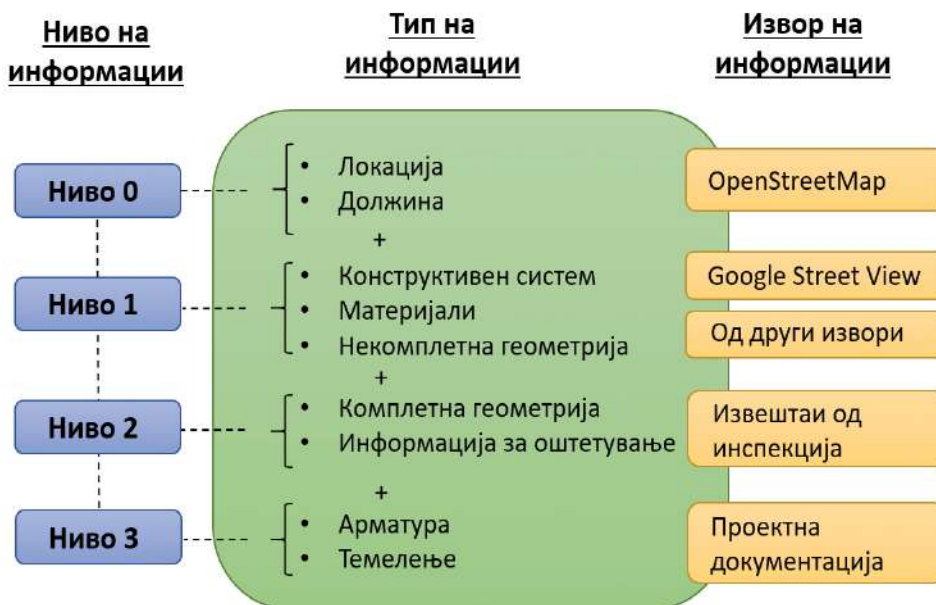 Ниво на
информации
Тип на
информации
Извор на
информации
Ниво 0
• Локација
• Должина
OpenStreetMap
+
Ниво 1
• Конструктивен систем
• Материјали
• Некомплетна геометрија
Google Street View
Од други извори
+
Ниво 2
• Комплетна геометрија
• Информација за оштетување
Извештаи од
инспекција
+
Ниво 3
• Арматура
• Темелење
Проектна
документација